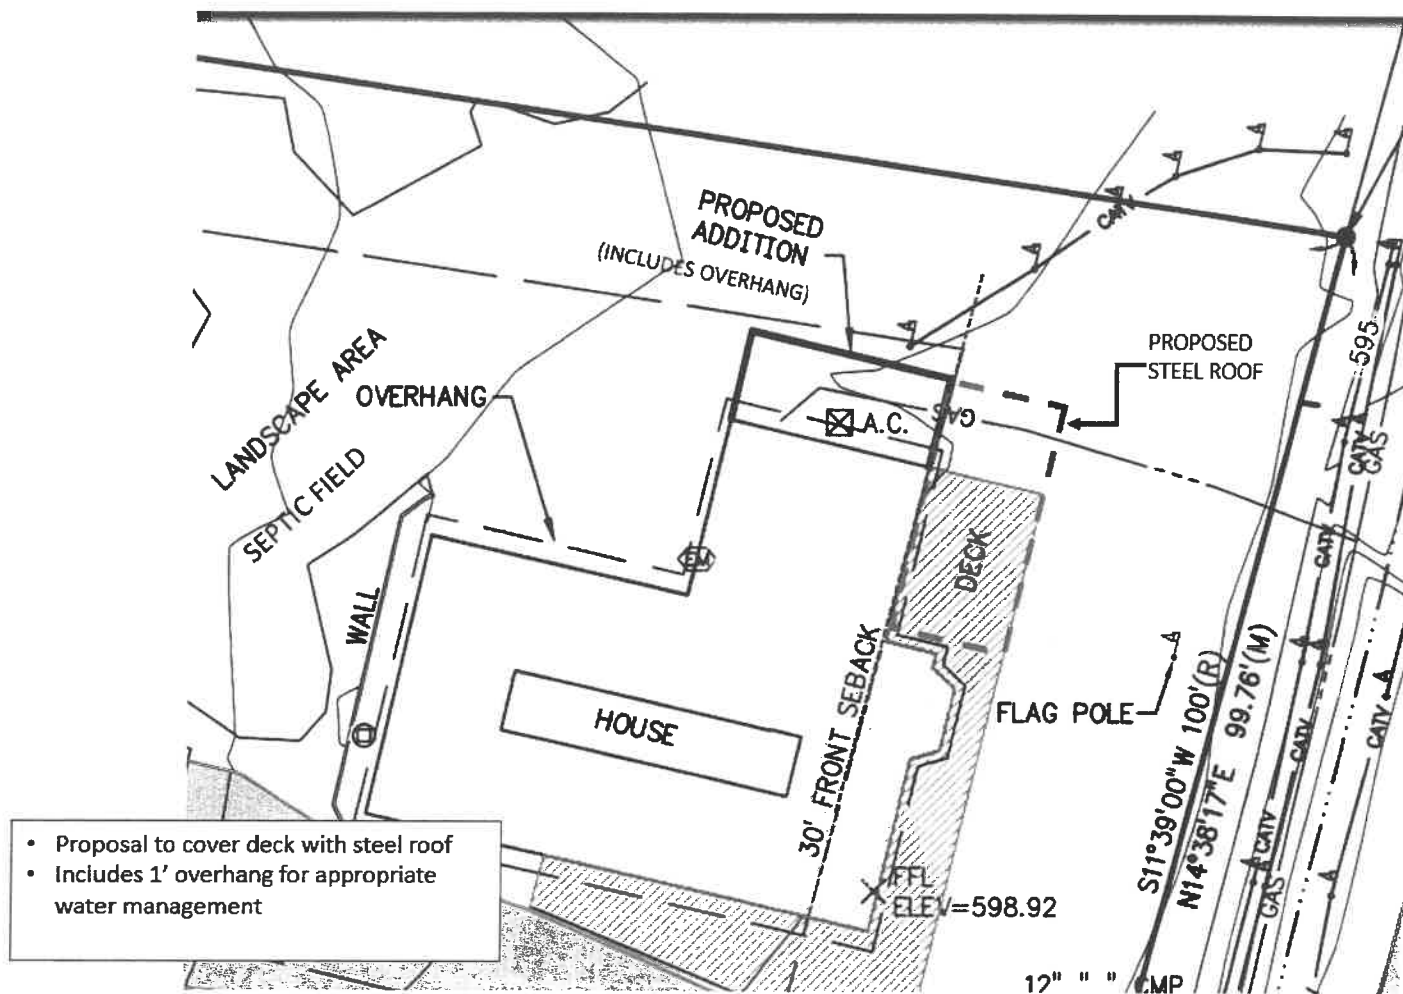 PROPOSED
ADDITION
(INCLUDES OVERHANG)
CATV
PROPOSED
STEEL ROOF
595
LANDSCAPE AREA
OVERHANG
SEPTIC FIELD
A.C.
GAS
CATV
GAS
CATV
EM
DECK
WALL
HOUSE
30' FRONT SEBACK
FLAG POLE
S11°39'00"W 100'(R)
N14°38'17"E 99.76'(M)
CATV
CATV
CATV
GAS
FFL
ELEV=598.92
12" " " CMP
• Proposal to cover deck with steel roof
• Includes 1' overhang for appropriate
water management